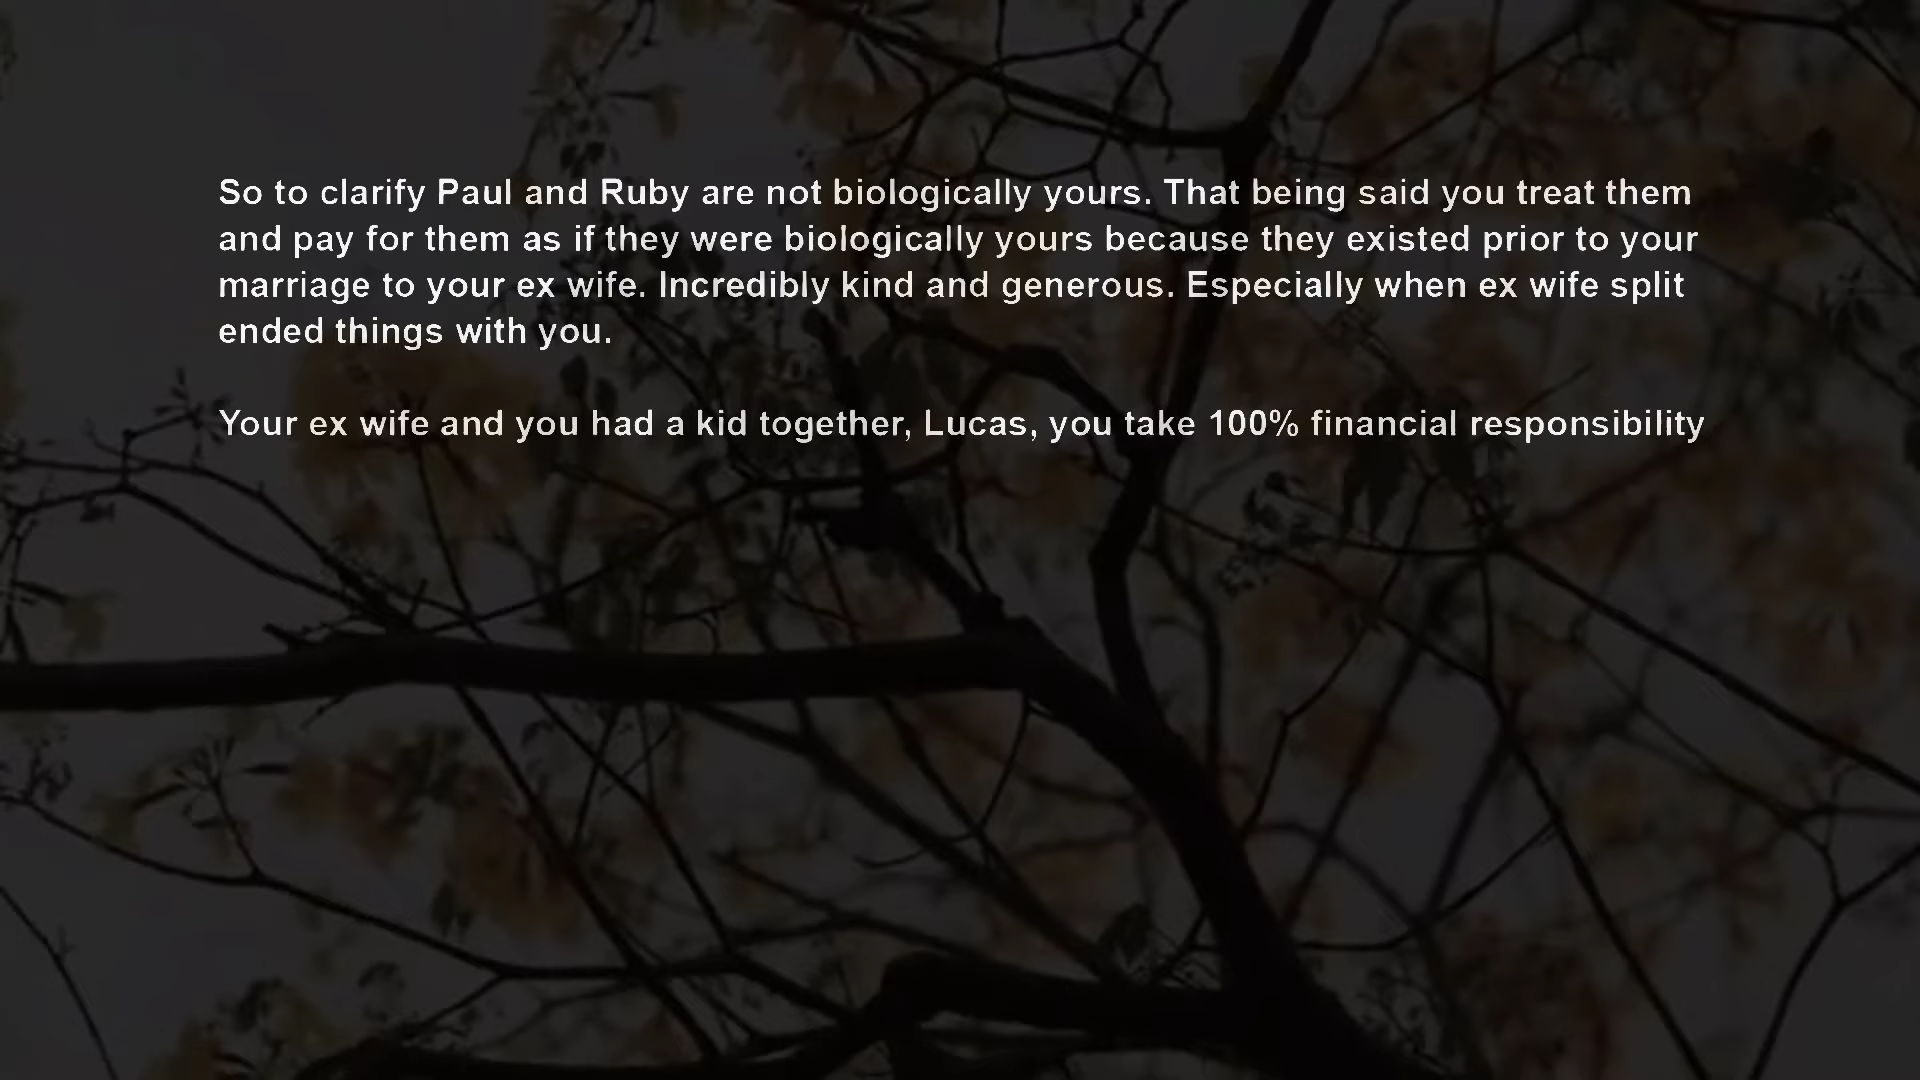 So to clarify Paul and Ruby are not biologically yours. That being said you treat them
and pay for them as if they were biologically yours because they existed prior to your
marriage to your ex wife. Incredibly kind and generous. Especially when ex wife split
ended things with you.
Your ex wife and you had a kid together, Lucas, you take 100% financial responsibility